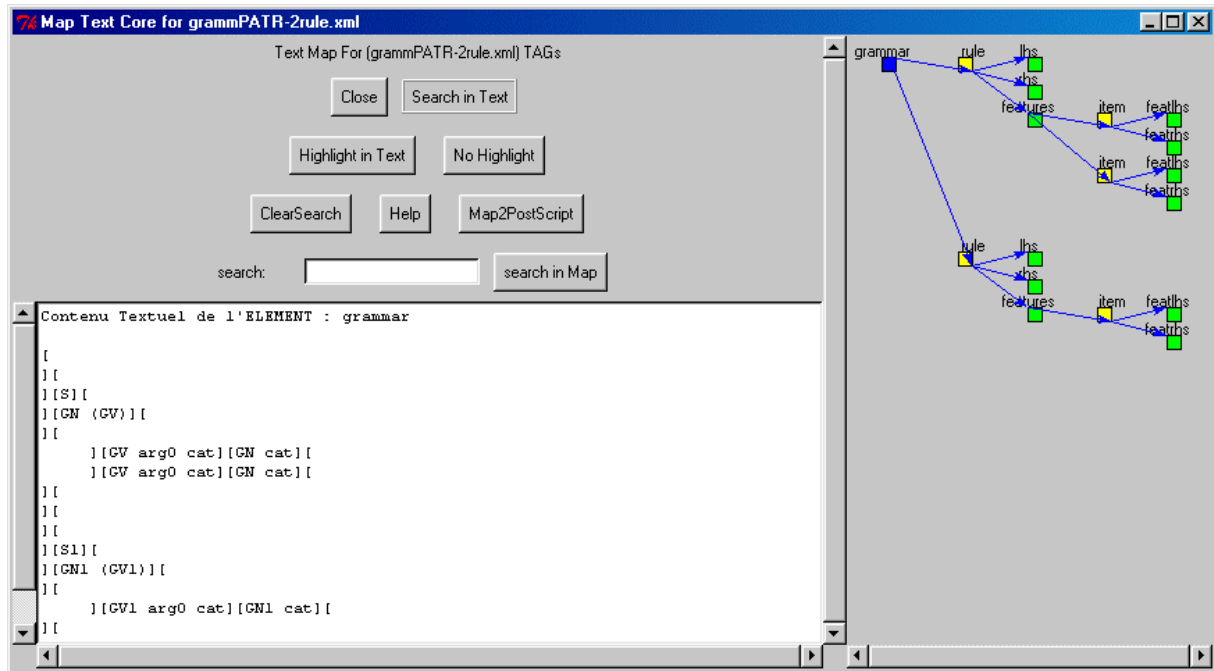 Map Text Core for grammPATR-2rule.xml
Text Map For (grammPATR-2rule.xml) TAGs
Close Search in Text
Highlight in Text No Highlight
ClearSearch Help Map2PostScript
search: search in Map
Contenu Textuel de l'ELEMENT : grammar
[
][
][S][
][GN (GV)][
][
][GV arg0 cat][GN cat][
][GV arg0 cat][GN cat][
][
][
][
][S1][
][GN1 (GV1)][
][
][GV1 arg0 cat][GN1 cat][
][
grammar rule lhs
rhs
features item featlhs
featrhs
item featlhs
featrhs
rule lhs
rhs
features item featlhs
featrhs